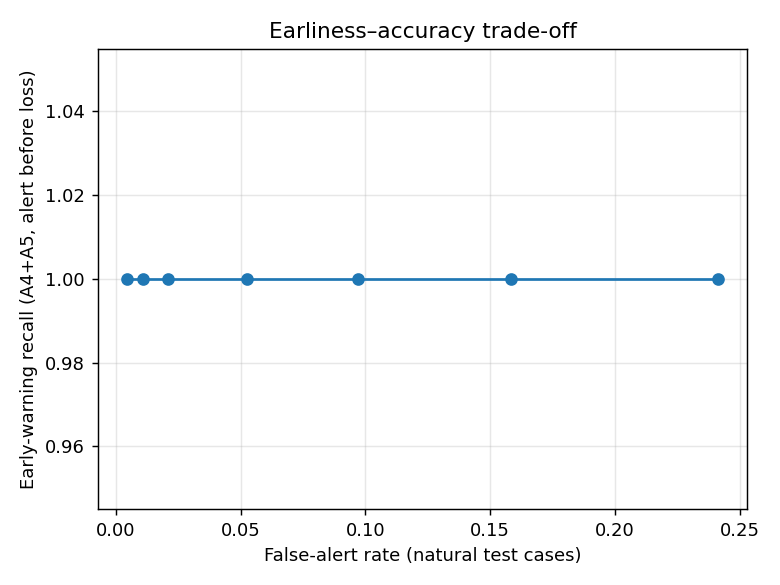 Earliness–accuracy trade-off
Early-warning recall (A4+A5, alert before loss)
1.04
1.02
1.00
0.98
0.96
0.00 0.05 0.10 0.15 0.20 0.25
False-alert rate (natural test cases)